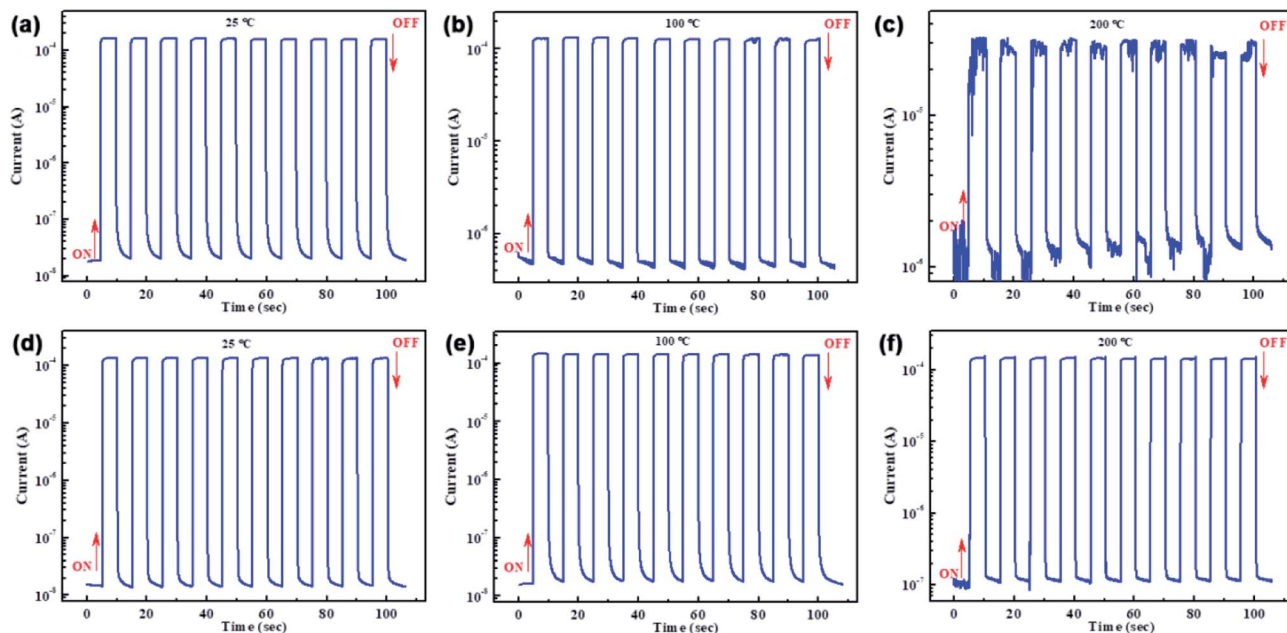 (a)
25 ℃
OFF
10⁻⁴
10⁻⁵
10⁻⁶
10⁻⁷
10⁻⁸
Current (A)
ON
0 20 40 60 80 100
Time (sec)
(b)
100 ℃
OFF
10⁻⁴
10⁻⁵
10⁻⁶
Current (A)
ON
0 20 40 60 80 100
Time (sec)
(c)
200 ℃
OFF
10⁻⁵
10⁻⁶
Current (A)
ON
0 20 40 60 80 100
Time (sec)
(d)
25 ℃
OFF
10⁻⁴
10⁻⁵
10⁻⁶
10⁻⁷
10⁻⁸
Current (A)
ON
0 20 40 60 80 100
Time (sec)
(e)
100 ℃
OFF
10⁻⁴
10⁻⁵
10⁻⁶
10⁻⁷
10⁻⁸
Current (A)
ON
0 20 40 60 80 100
Time (sec)
(f)
200 ℃
OFF
10⁻⁴
10⁻⁵
10⁻⁶
10⁻⁷
Current (A)
ON
0 20 40 60 80 100
Time (sec)